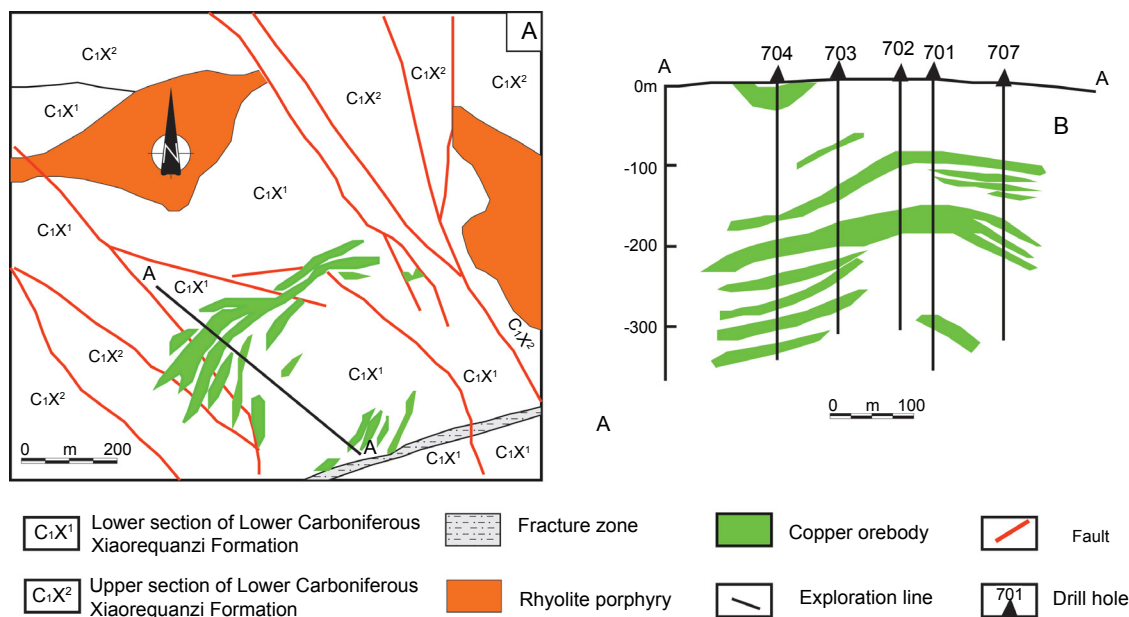 A
C₁X²
C₁X²
C₁X²
C₁X²
C₁X¹
C₁X¹
C₁X¹
A
C₁X¹
C₁X²
C₁X²
C₁X¹
C₁X¹
C₁X²
A
C₁X¹
C₁X¹
0 m 200
N
704 703 702 701 707
A A
0m
B
-100
-200
-300
0 m 100
A
C₁X¹ Lower section of Lower Carboniferous
Xiaorequanzi Formation
Fracture zone
Copper orebody
Fault
C₁X² Upper section of Lower Carboniferous
Xiaorequanzi Formation
Rhyolite porphyry
Exploration line
701 Drill hole